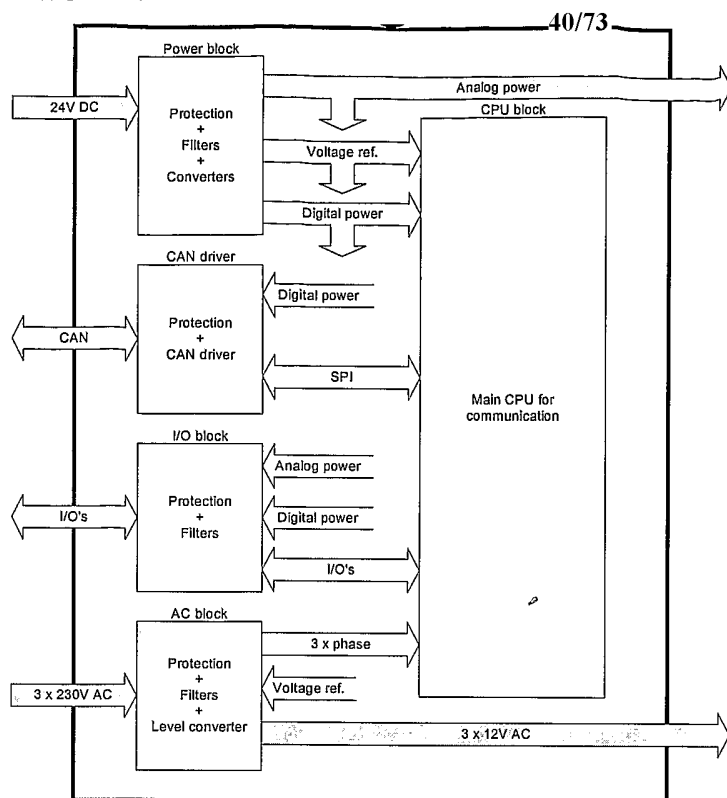 40/73
Power block
24V DC
Protection
+
Filters
+
Converters
Analog power
Voltage ref.
Digital power
CPU block
Main CPU for
communication
CAN driver
CAN
Protection
+
CAN driver
Digital power
SPI
I/O block
I/O's
Protection
+
Filters
Analog power
Digital power
I/O's
AC block
3 x 230V AC
Protection
+
Filters
+
Level converter
3 x phase
Voltage ref.
3 x 12V AC